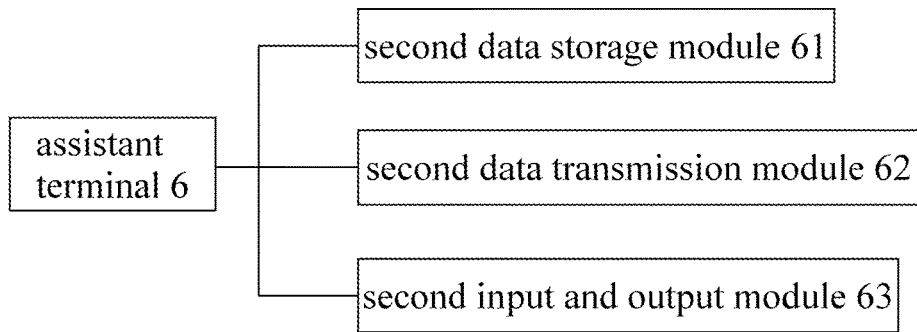 second data storage module 61
assistant
terminal 6
second data transmission module 62
second input and output module 63